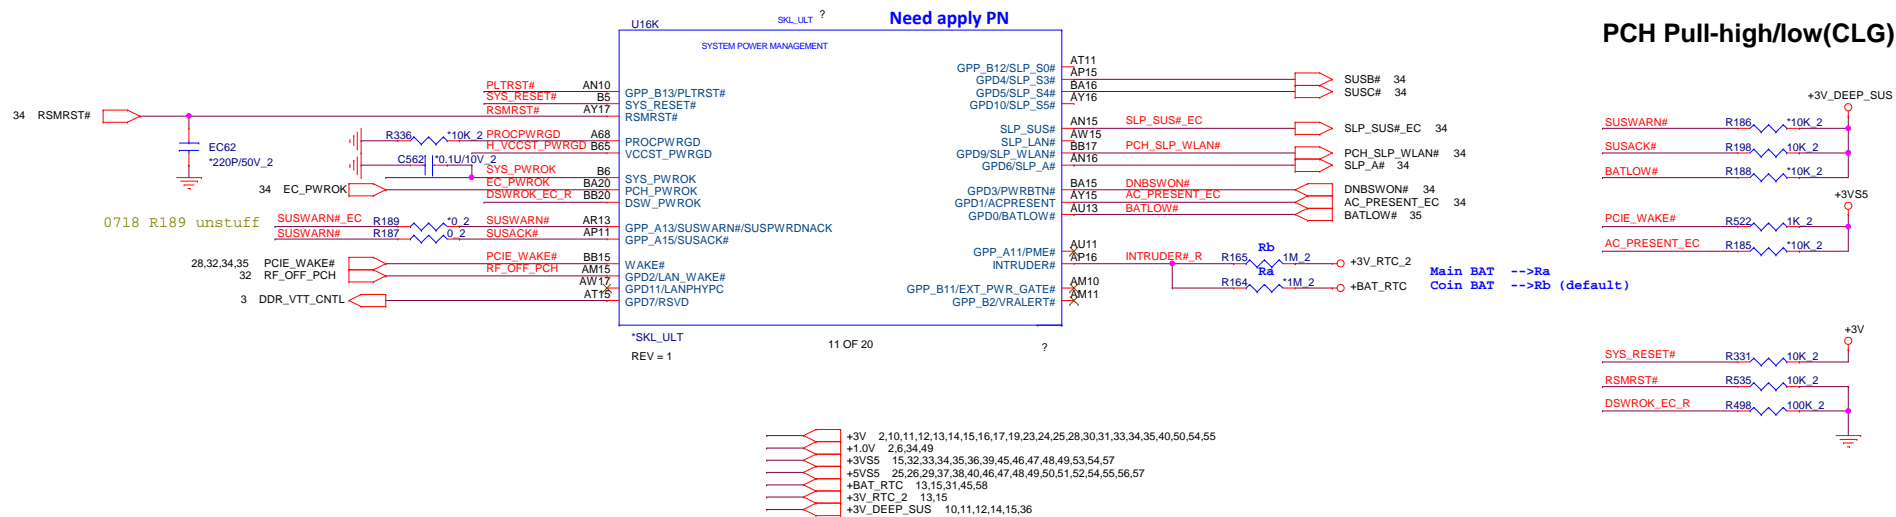 SKL_ULT ?
Need apply PN
U16K
SYSTEM POWER MANAGEMENT
PCH Pull-high/low(CLG)
PLTRST# AN10 GPP_B13/PLTRST#
SYS_RESET# B5 SYS_RESET#
34 RSMRST# RSMRST# AY17 RSMRST#
EC62
*220P/50V_2
R336 *10K_2 PROCPWRGD A68 PROCPWRGD
H_VCCST_PWRGD B65 VCCST_PWRGD
C562 *0.1U/10V_2
SYS_PWROK B6 SYS_PWROK
34 EC_PWROK EC_PWROK BA20 PCH_PWROK
DSWROK_EC_R BB20 DSW_PWROK
0718 R189 unstuff
SUSWARN#_EC R189 *0_2 SUSWARN# AR13 GPP_A13/SUSWARN#/SUSPWRDNACK
SUSWARN# R187 0_2 SUSACK# AP11 GPP_A15/SUSACK#
28,32,34,35 PCIE_WAKE# PCIE_WAKE# BB15 WAKE#
32 RF_OFF_PCH RF_OFF_PCH AM15 GPD2/LAN_WAKE#
AW17 GPD11/LANPHYPC
3 DDR_VTT_CNTL AT15 GPD7/RSVD
GPP_B12/SLP_S0# AT11
GPD4/SLP_S3# AP15 SUSB# 34
GPD5/SLP_S4# BA16 SUSC# 34
GPD10/SLP_S5# AY16
SLP_SUS# AN15 SLP_SUS#_EC SLP_SUS#_EC 34
SLP_LAN# AW15
GPD9/SLP_WLAN# BB17 PCH_SLP_WLAN# PCH_SLP_WLAN# 34
GPD6/SLP_A# AN16 SLP_A# 34
GPD3/PWRBTN# BA15 DNBSWON# DNBSWON# 34
GPD1/ACPRESENT AY15 AC_PRESENT_EC AC_PRESENT_EC 34
GPD0/BATLOW# AU13 BATLOW# BATLOW# 35
GPP_A11/PME# AU11
INTRUDER# AP16 INTRUDER#_R R165 Rb 1M_2 +3V_RTC_2
R164 Ra *1M_2 +BAT_RTC
GPP_B11/EXT_PWR_GATE# AM10
GPP_B2/VRALERT# AM11
Main BAT -->Ra
Coin BAT -->Rb (default)
*SKL_ULT
REV = 1
11 OF 20
?
+3V_DEEP_SUS
SUSWARN# R186 *10K_2
SUSACK# R198 10K_2
BATLOW# R188 *10K_2
+3VS5
PCIE_WAKE# R522 1K_2
AC_PRESENT_EC R185 *10K_2
+3V
SYS_RESET# R331 10K_2
RSMRST# R535 10K_2
DSWROK_EC_R R498 100K_2
+3V 2,10,11,12,13,14,15,16,17,19,23,24,25,28,30,31,33,34,35,40,50,54,55
+1.0V 2,6,34,49
+3VS5 15,32,33,34,35,36,39,45,46,47,48,49,53,54,57
+5VS5 25,26,29,37,38,40,46,47,48,49,50,51,52,54,55,56,57
+BAT_RTC 13,15,31,45,58
+3V_RTC_2 13,15
+3V_DEEP_SUS 10,11,12,14,15,36